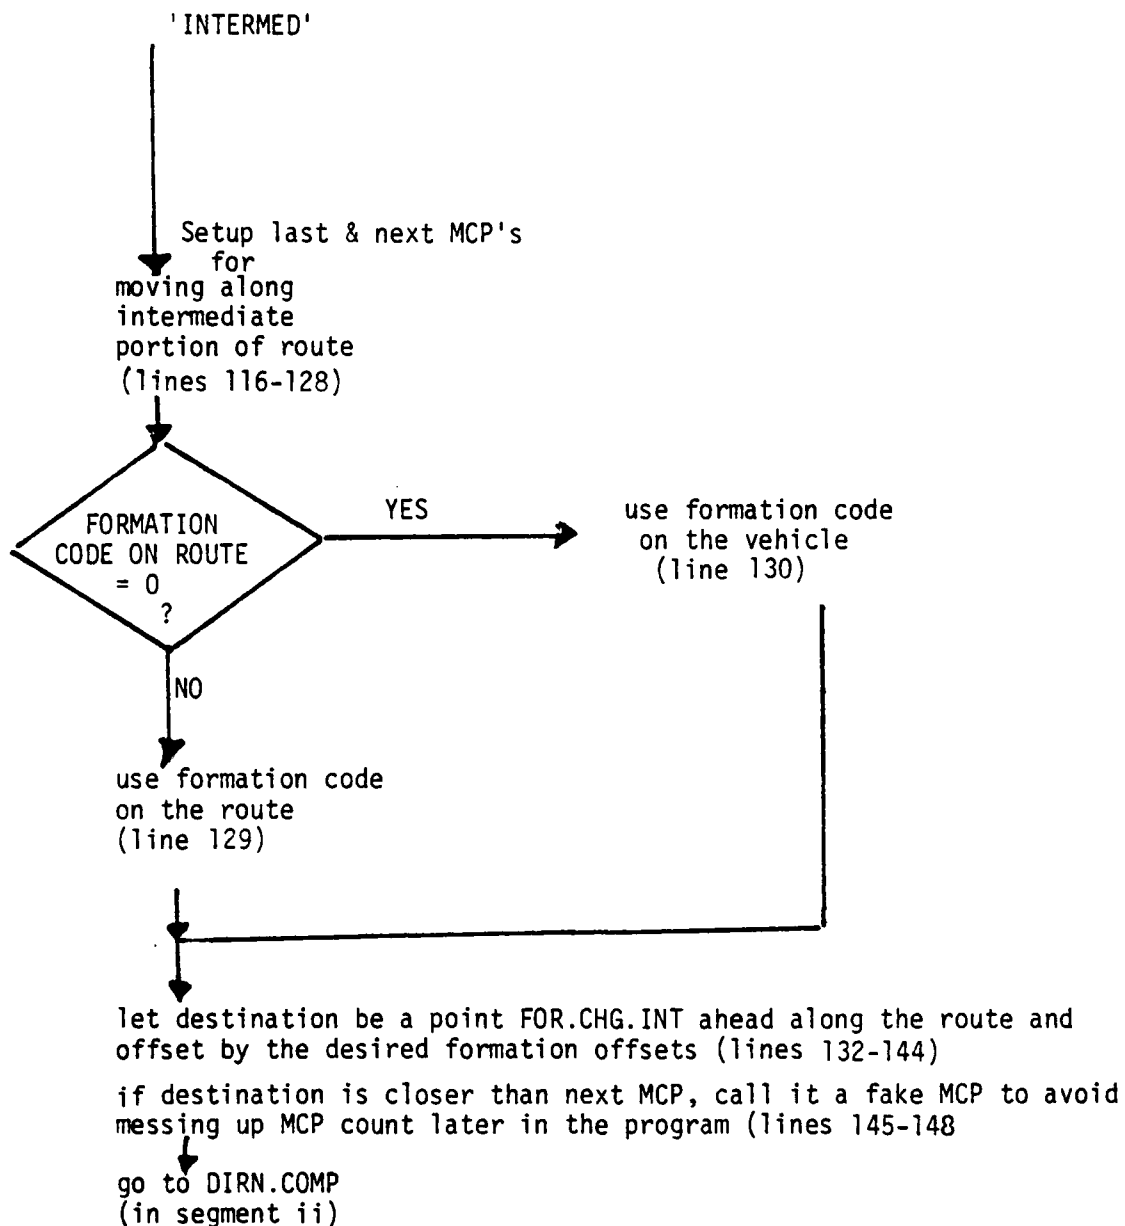 'INTERMED'
Setup last & next MCP's
for
moving along
intermediate
portion of route
(lines 116-128)
FORMATION
CODE ON ROUTE
= 0
?
YES
use formation code
on the vehicle
(line 130)
NO
use formation code
on the route
(line 129)
let destination be a point FOR.CHG.INT ahead along the route and
offset by the desired formation offsets (lines 132-144)
if destination is closer than next MCP, call it a fake MCP to avoid
messing up MCP count later in the program (lines 145-148
go to DIRN.COMP
(in segment ii)